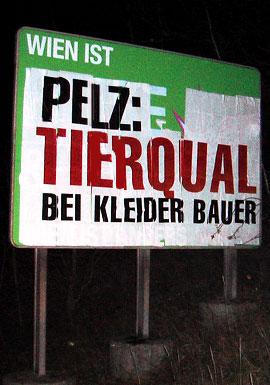 WIEN IST
PELZ:
TIERQUAL
BEI KLEIDER BAUER